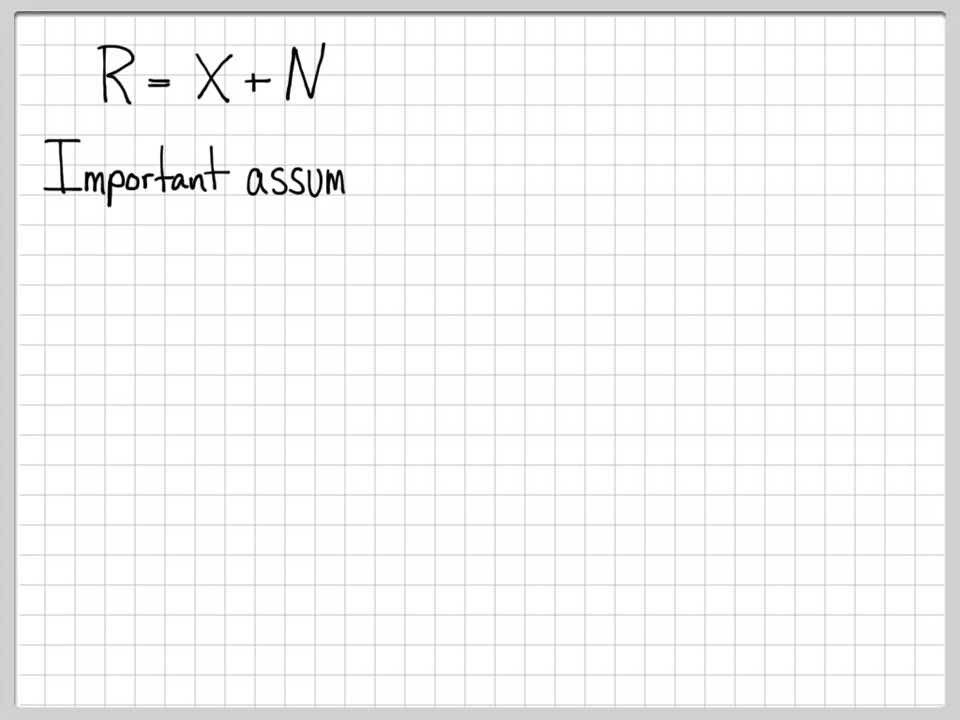 R = X + N
Important assum